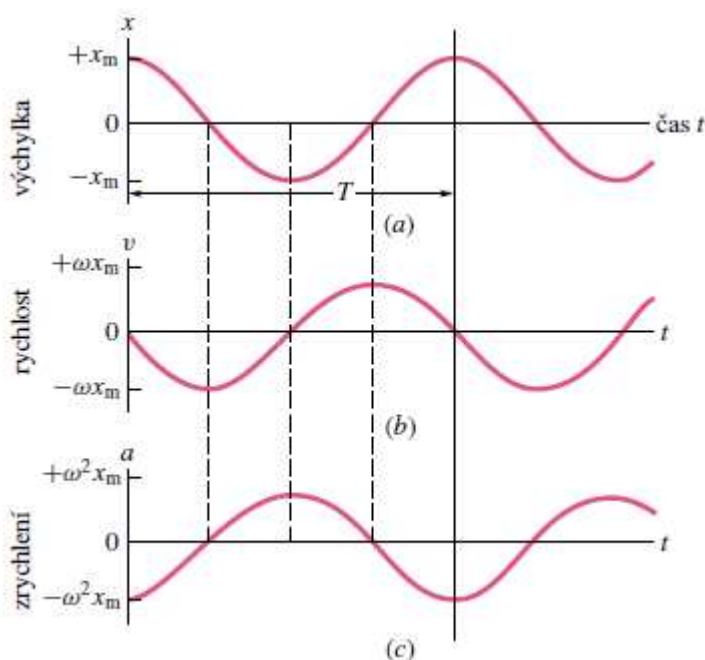 x
+xₘ
0
−xₘ
výchylka
čas t
T
(a)
v
+ωxₘ
0
−ωxₘ
rychlost
t
(b)
a
+ω²xₘ
0
−ω²xₘ
zrychlení
t
(c)